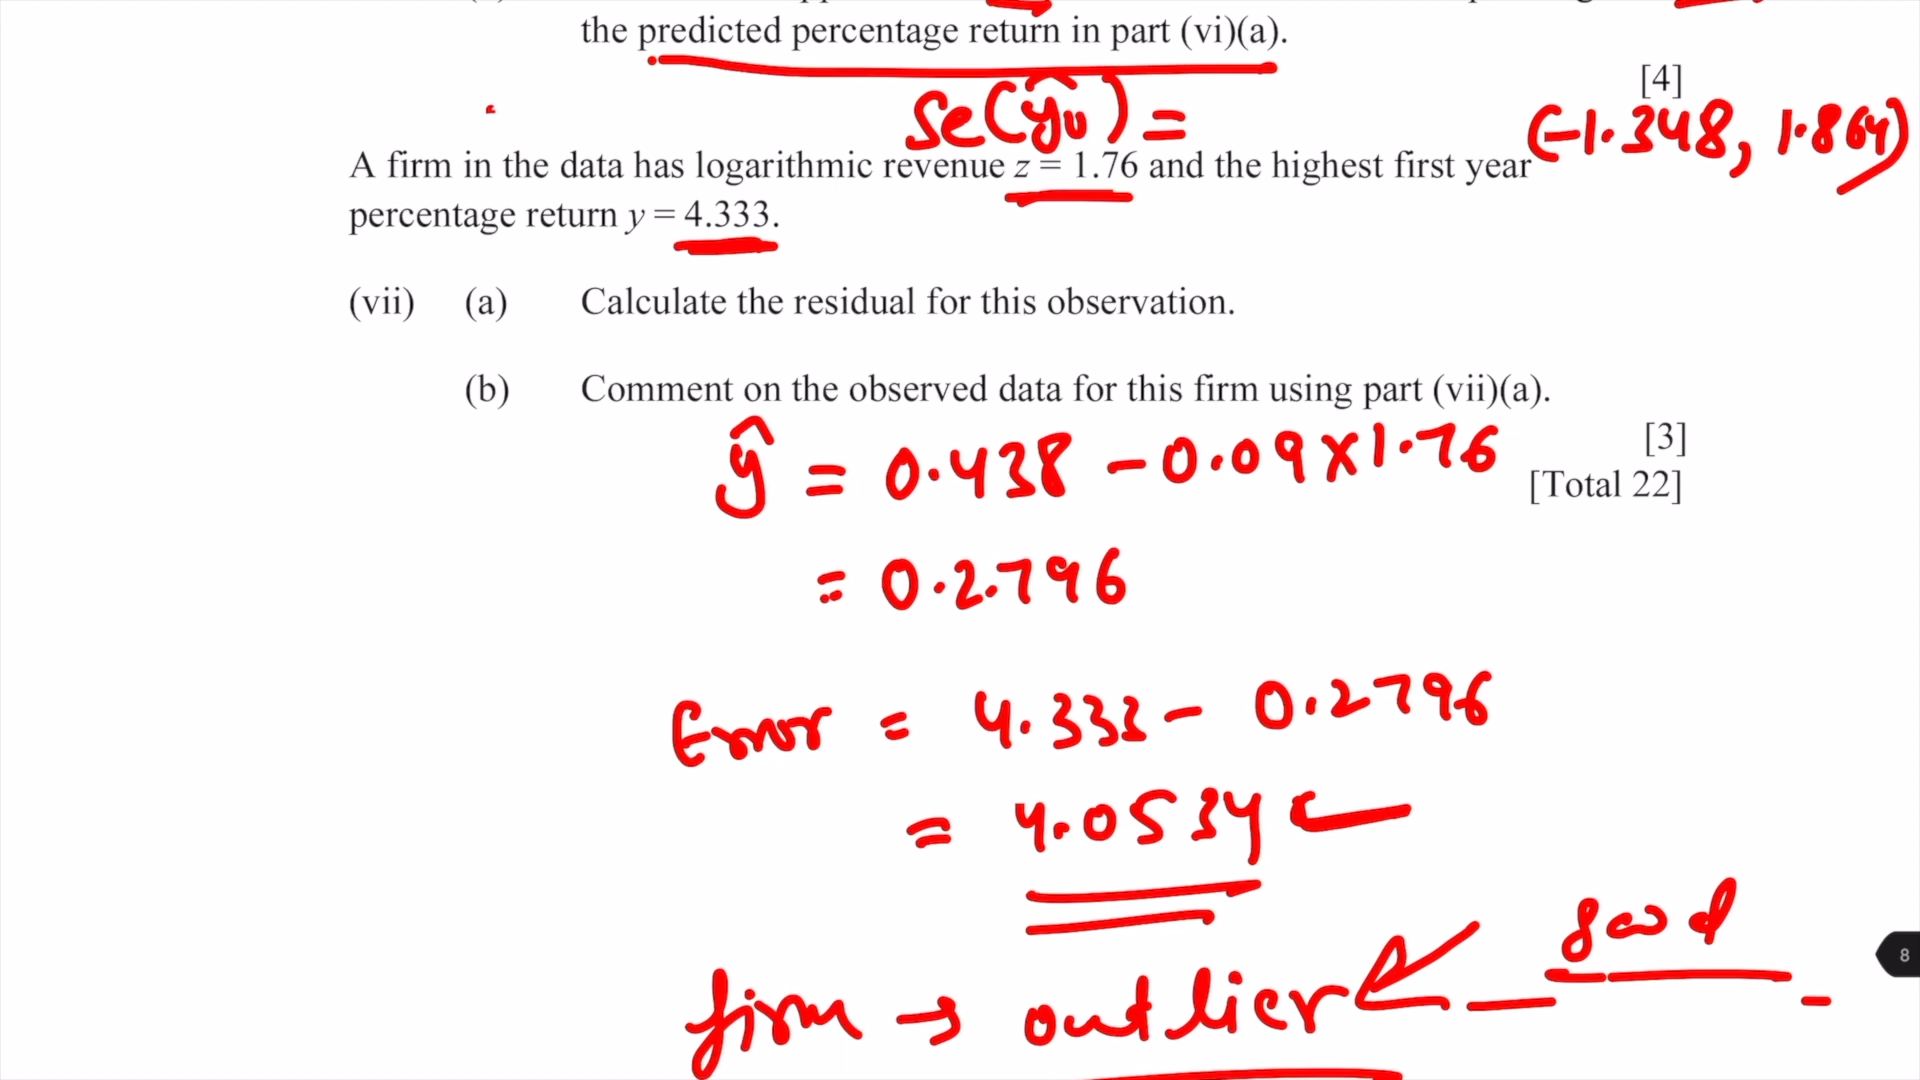 the predicted percentage return in part (vi)(a).
[4]
Se(ŷ₀) =
(-1.348, 1.864)
A firm in the data has logarithmic revenue z = 1.76 and the highest first year
percentage return y = 4.333.
(vii) (a) Calculate the residual for this observation.
(b) Comment on the observed data for this firm using part (vii)(a).
[3]
[Total 22]
ŷ = 0.438 - 0.09 × 1.76
= 0.2796
Error = 4.333 - 0.2796
= 4.0534
good
firm → outlier
8